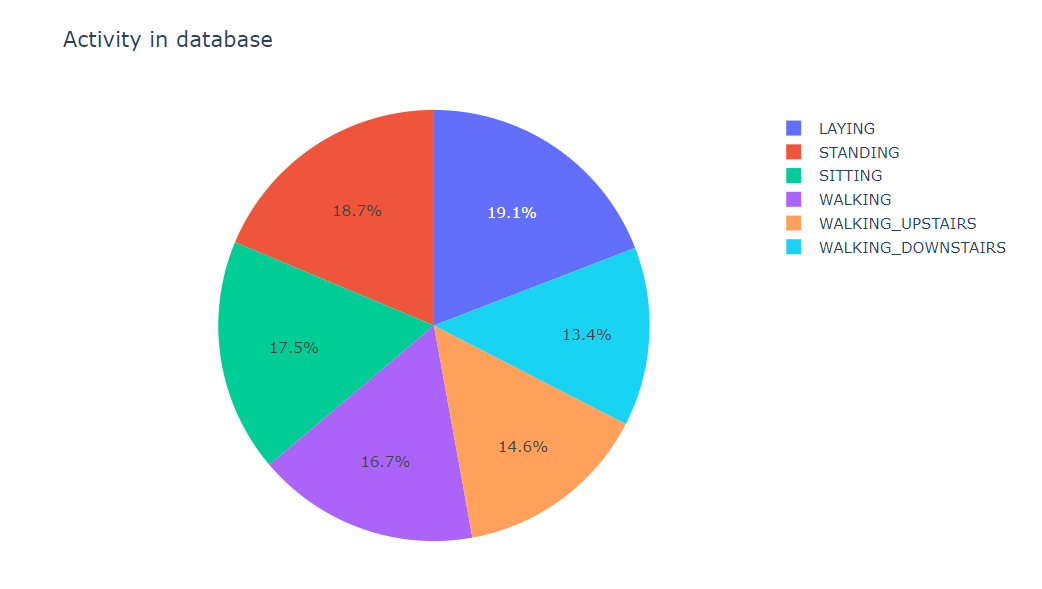 Activity in database
LAYING
STANDING
SITTING
WALKING
WALKING_UPSTAIRS
WALKING_DOWNSTAIRS
18.7%
19.1%
13.4%
17.5%
14.6%
16.7%